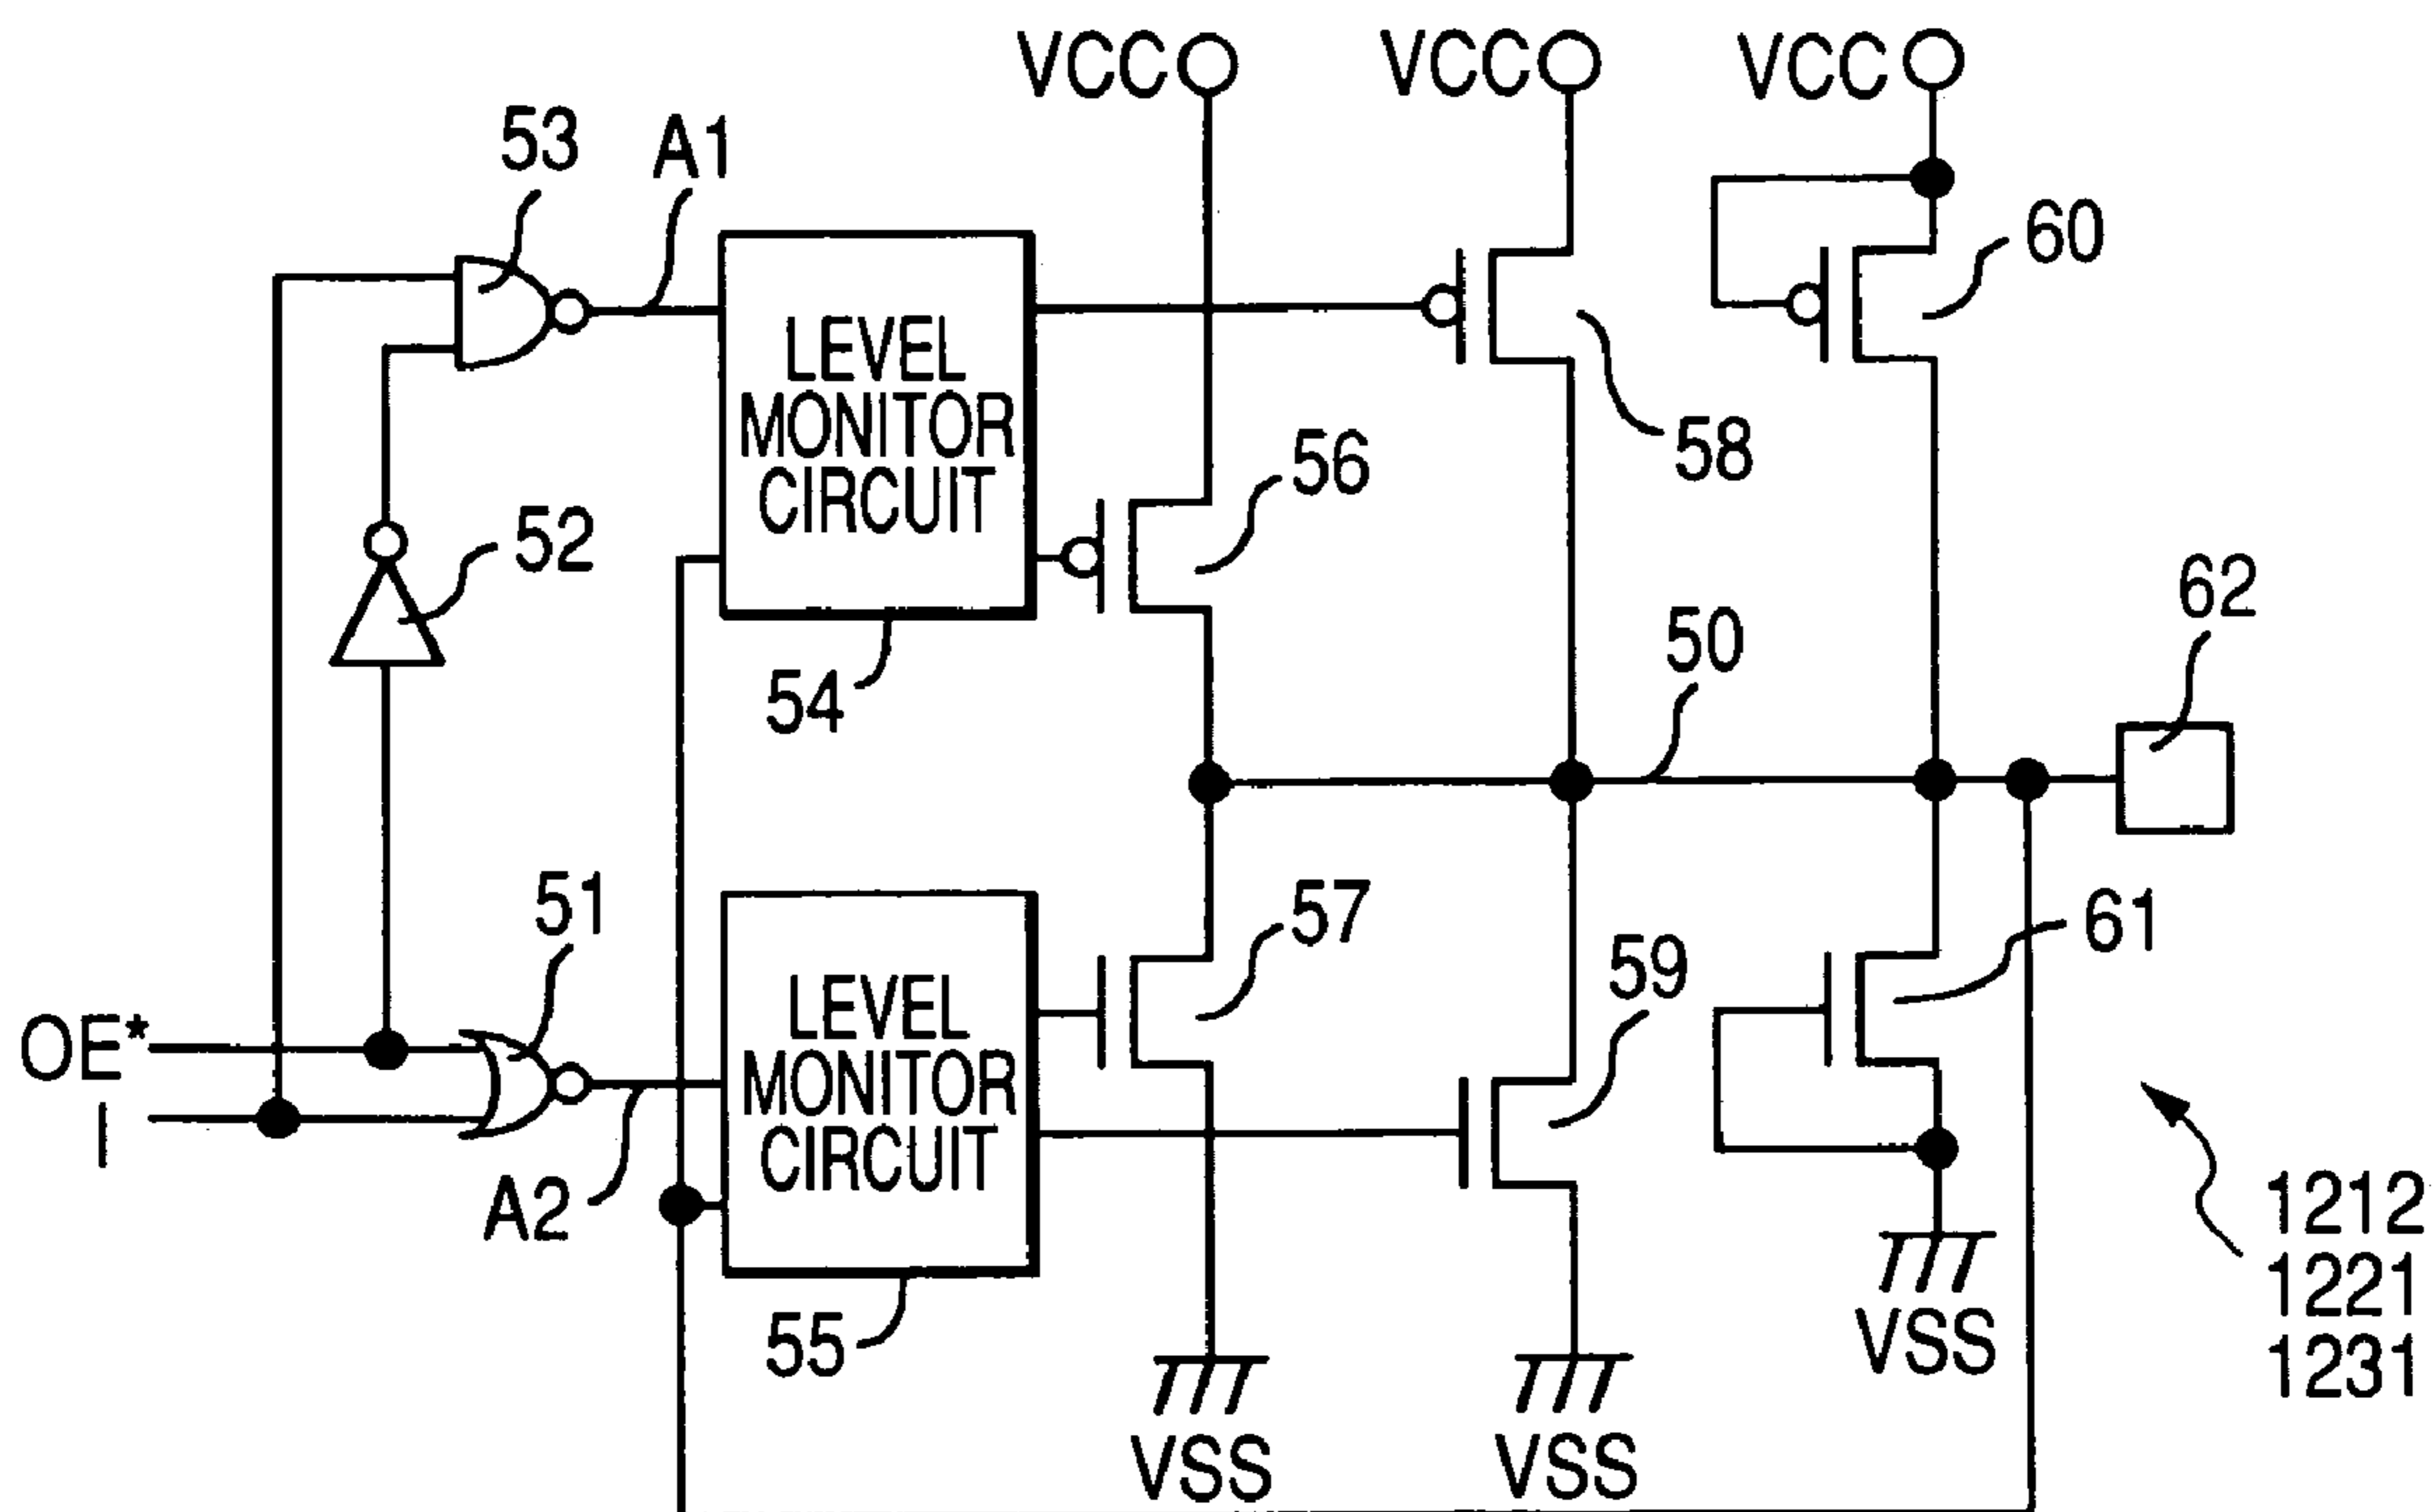 VCC
VCC
VCC
53
A1
60
LEVEL
MONITOR
CIRCUIT
58
56
52
62
50
54
51
57
61
59
LEVEL
MONITOR
CIRCUIT
OE*
I
A2
1212
1221
1231
55
VSS
VSS
VSS